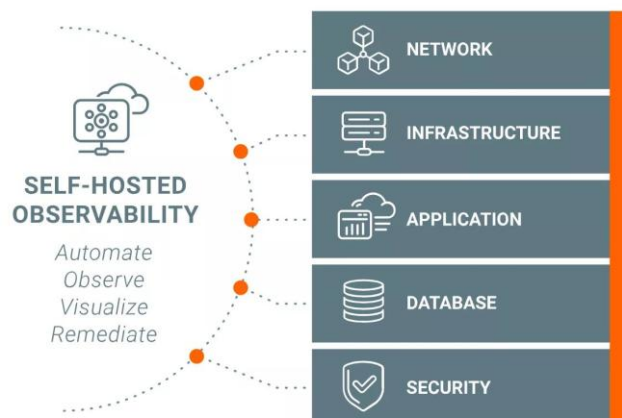 SELF-HOSTED
OBSERVABILITY
Automate
Observe
Visualize
Remediate
NETWORK
INFRASTRUCTURE
APPLICATION
DATABASE
SECURITY